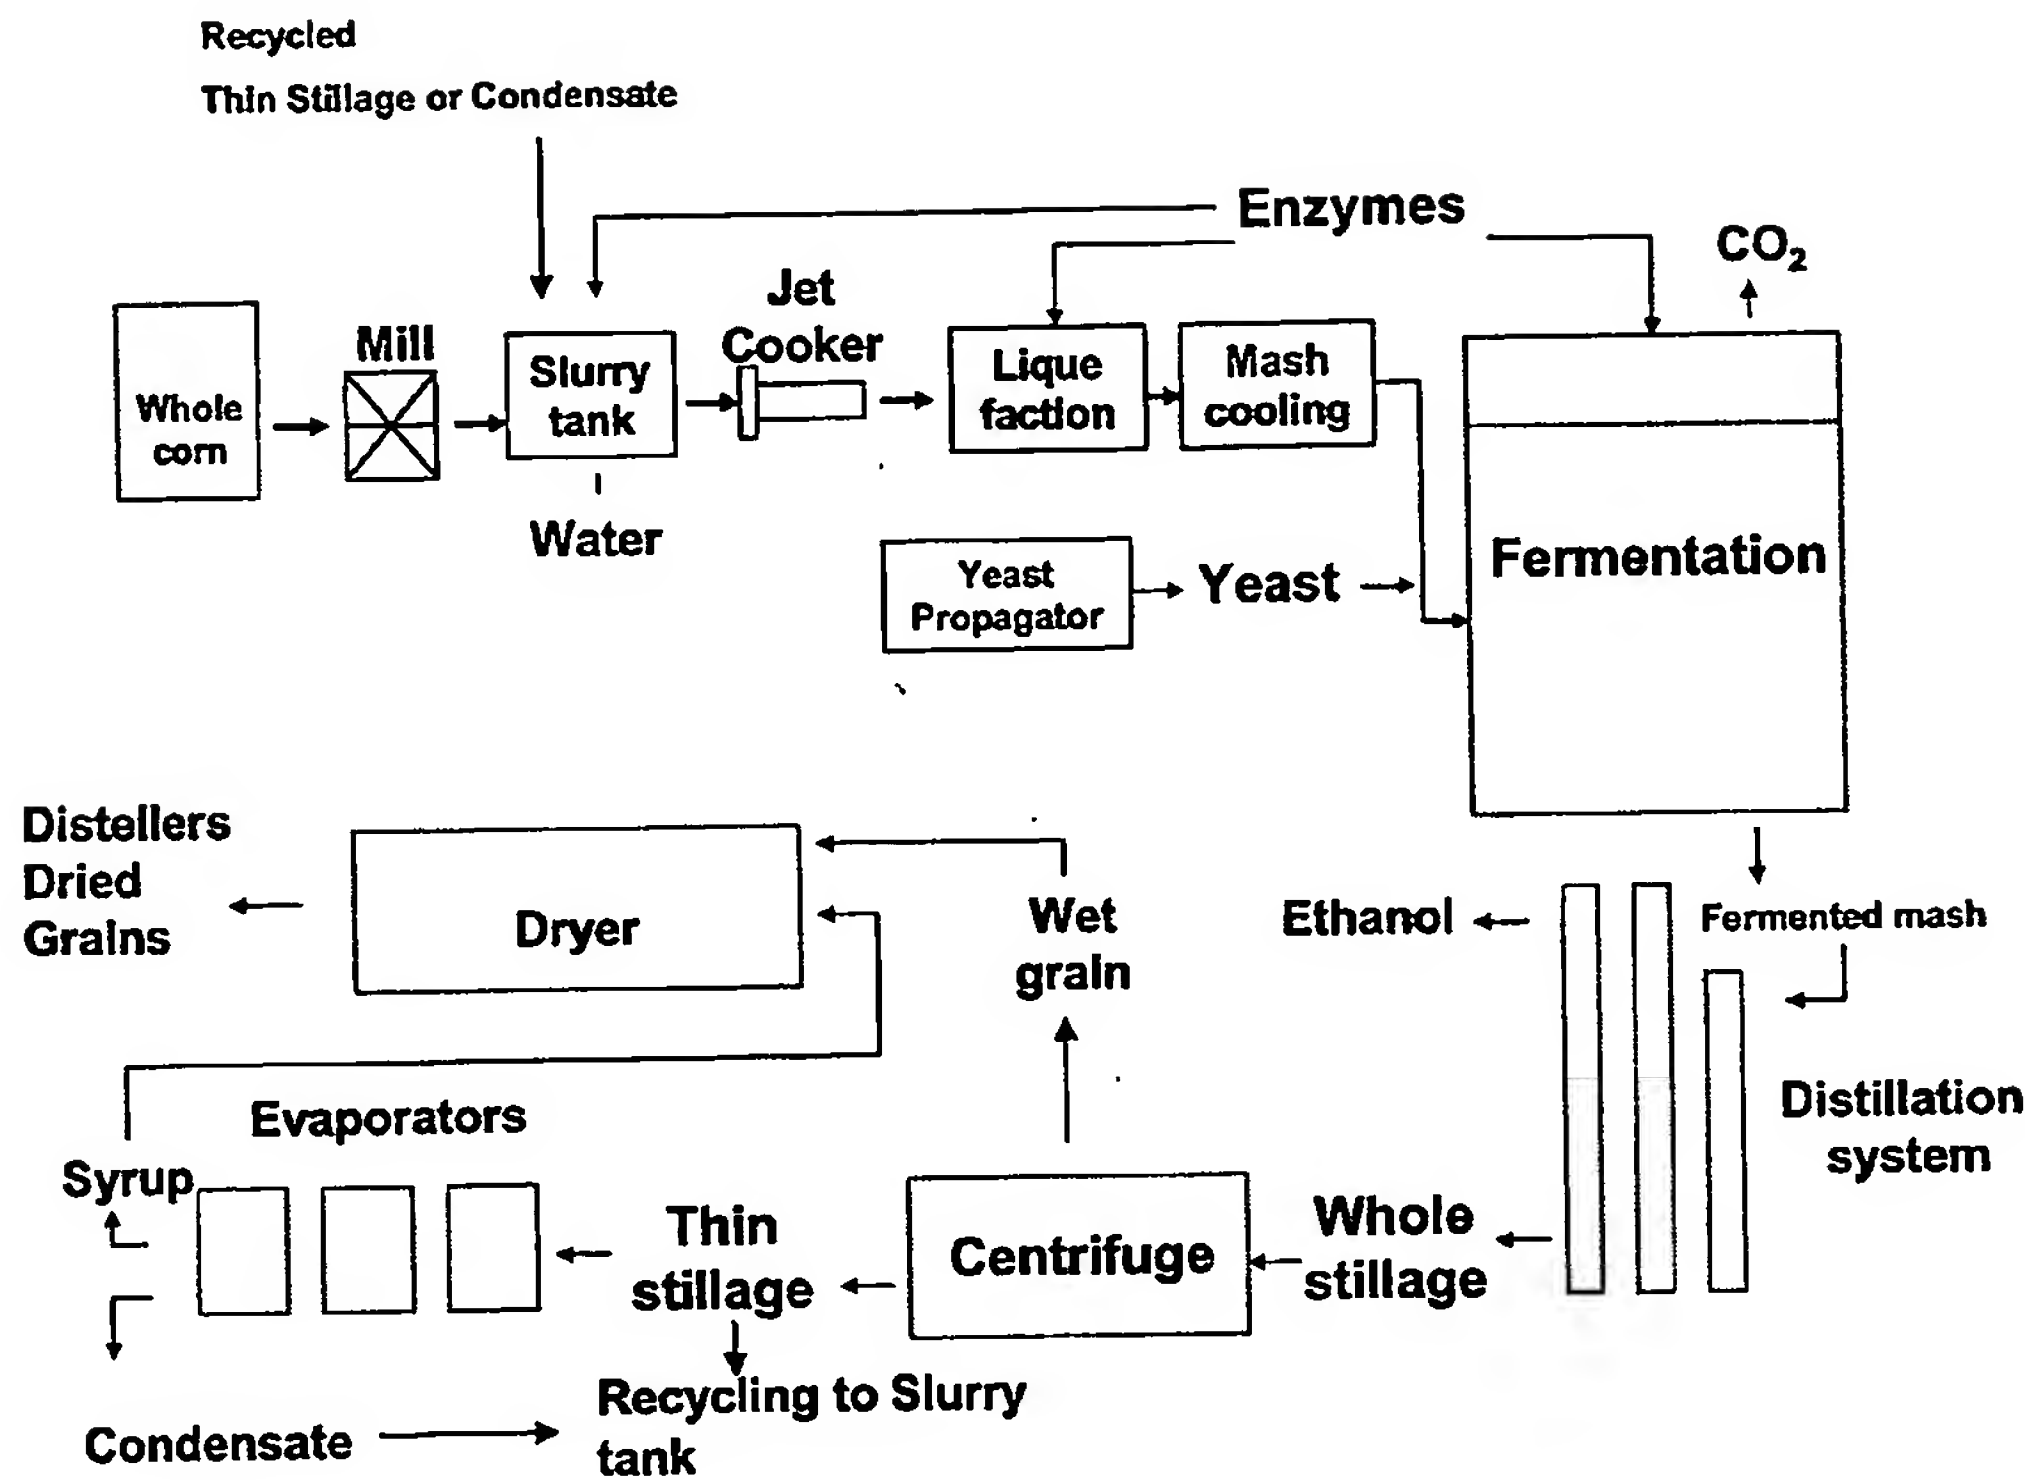 Recycled
Thin Stillage or Condensate
Enzymes
CO₂
Jet
Cooker
Mill
Whole
corn
Slurry
tank
Lique
faction
Mash
cooling
Water
Yeast
Propagator
Yeast
Fermentation
Distellers
Dried
Grains
Dryer
Wet
grain
Ethanol
Fermented mash
Distillation
system
Evaporators
Syrup
Thin
stillage
Centrifuge
Whole
stillage
Condensate
Recycling to Slurry
tank